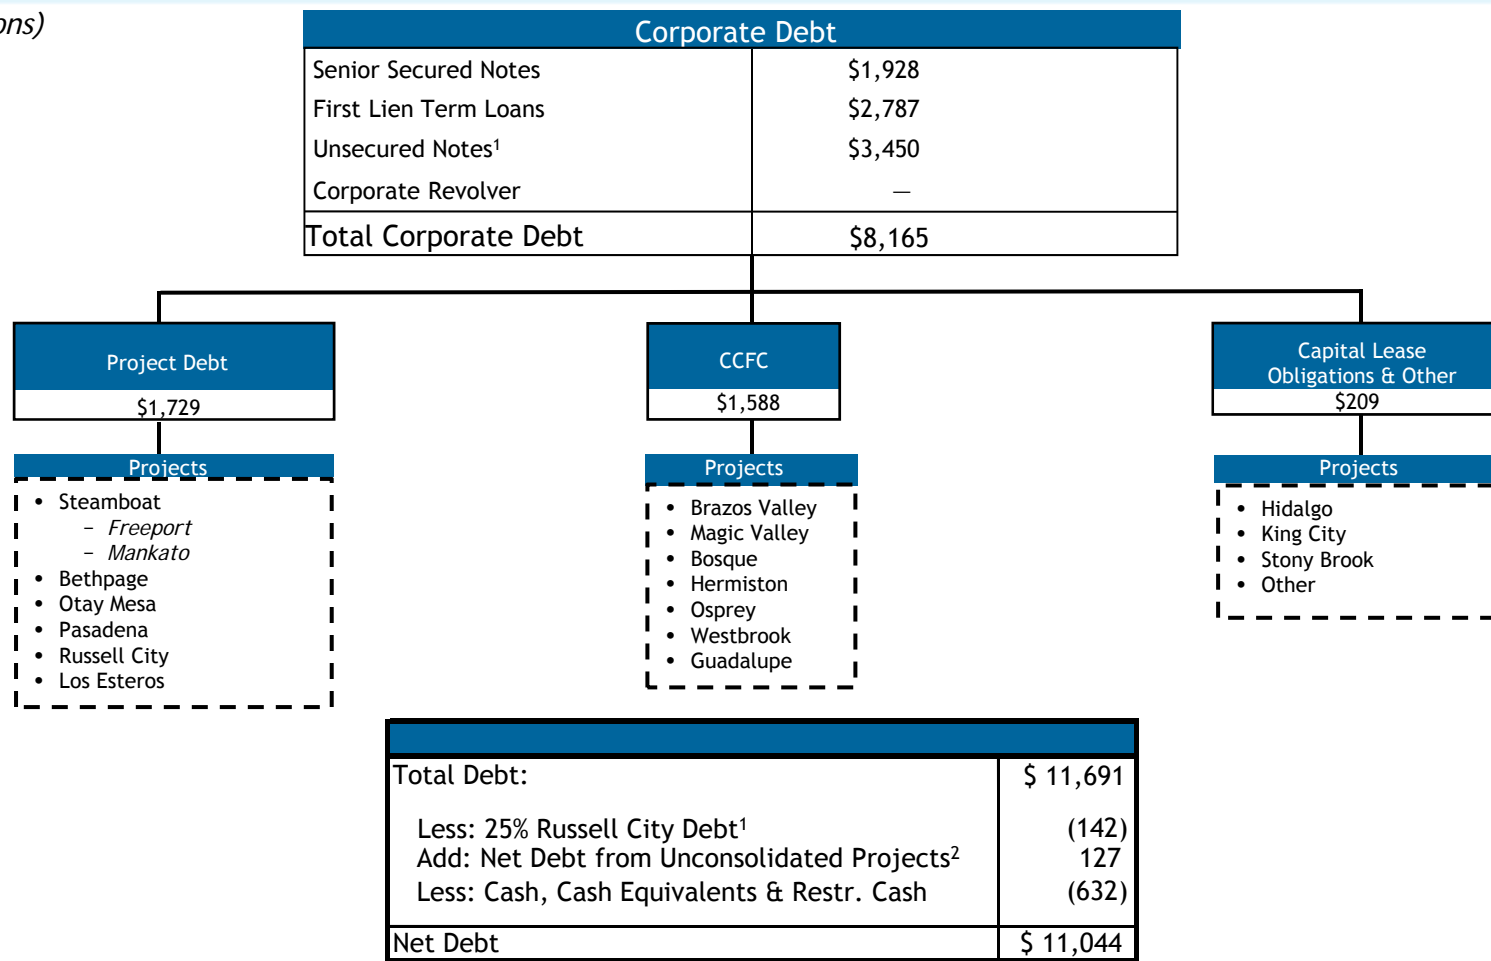 ons)
Corporate Debt
Senior Secured Notes $1,928
First Lien Term Loans $2,787
Unsecured Notes¹ $3,450
Corporate Revolver —
Total Corporate Debt $8,165
Project Debt
$1,729
Projects
• Steamboat
– Freeport
– Mankato
• Bethpage
• Otay Mesa
• Pasadena
• Russell City
• Los Esteros
CCFC
$1,588
Projects
• Brazos Valley
• Magic Valley
• Bosque
• Hermiston
• Osprey
• Westbrook
• Guadalupe
Capital Lease
Obligations & Other
$209
Projects
• Hidalgo
• King City
• Stony Brook
• Other
Total Debt: $ 11,691
Less: 25% Russell City Debt¹ (142)
Add: Net Debt from Unconsolidated Projects² 127
Less: Cash, Cash Equivalents & Restr. Cash (632)
Net Debt $ 11,044